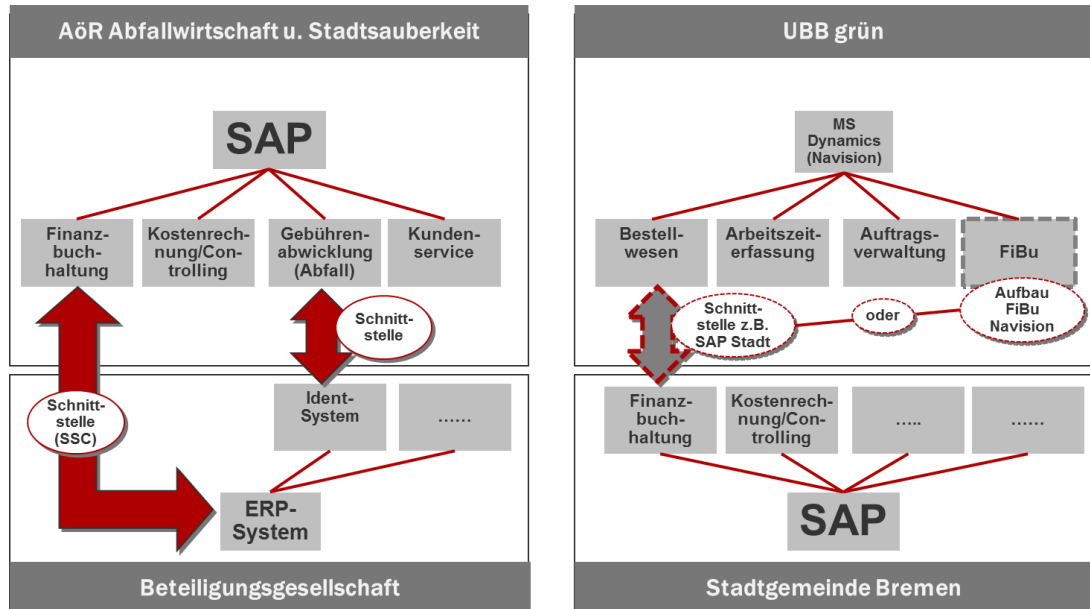 AöR Abfallwirtschaft u. Stadtsauberkeit
SAP
Finanz-
buch-
haltung
Kostenrech-
nung/Con-
trolling
Gebühren-
abwicklung
(Abfall)
Kunden-
service
Schnitt-
stelle
Schnitt-
stelle
(SSC)
Ident-
System
……
ERP-
System
Beteiligungsgesellschaft
UBB grün
MS
Dynamics
(Navision)
Bestell-
wesen
Arbeitszeit-
erfassung
Auftrags-
verwaltung
FiBu
Schnitt-
stelle z.B.
SAP Stadt
oder
Aufbau
FiBu
Navision
Finanz-
buch-
haltung
Kostenrech-
nung/Con-
trolling
…..
……
SAP
Stadtgemeinde Bremen